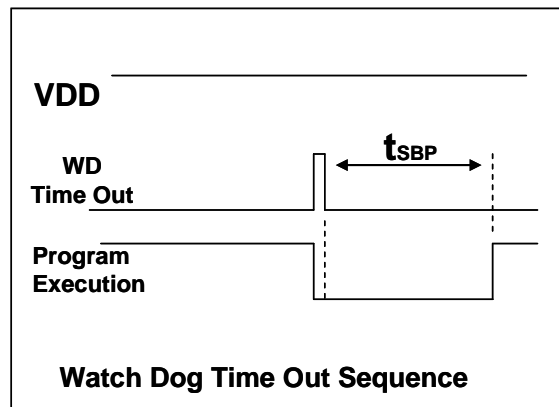 VDD
WD
Time Out
tSBP
Program
Execution
Watch Dog Time Out Sequence